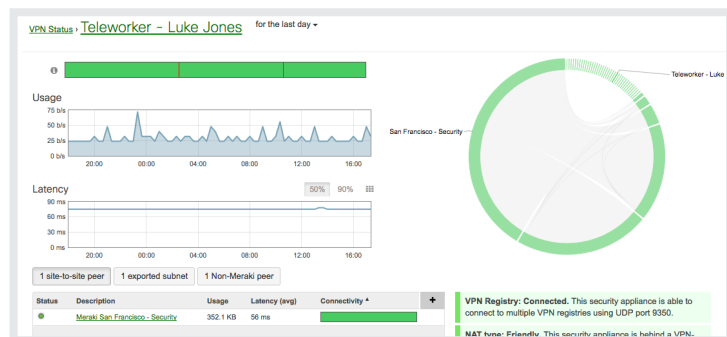 VPN Status › Teleworker - Luke Jones for the last day
Teleworker - Luke
Usage
75 b/s
50 b/s
25 b/s
0 b/s
20:00 00:00 04:00 08:00 12:00 16:00
San Francisco - Security
Latency 50% 90%
90 ms
60 ms
30 ms
0 ms
20:00 00:00 04:00 08:00 12:00 16:00
1 site-to-site peer 1 exported subnet 1 Non-Meraki peer
Status Description Usage Latency (avg) Connectivity +
Meraki San Francisco - Security 352.1 KB 56 ms
VPN Registry: Connected. This security appliance is able to
connect to multiple VPN registries using UDP port 9350.
NAT type: Friendly. This security appliance is behind a VPN-